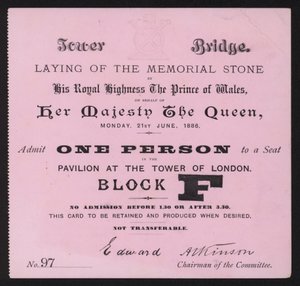 Tower Bridge.
LAYING OF THE MEMORIAL STONE
BY
His Royal Highness The Prince of Wales,
ON BEHALF OF
Her Majesty The Queen,
MONDAY, 21ST JUNE, 1886.
Admit ONE PERSON to a Seat
IN THE
PAVILION AT THE TOWER OF LONDON.
BLOCK F
NO ADMISSION BEFORE 1.30 OR AFTER 3.30.
THIS CARD TO BE RETAINED AND PRODUCED WHEN DESIRED.
NOT TRANSFERABLE.
Edward Atkinson
No. 97 Chairman of the Committee.